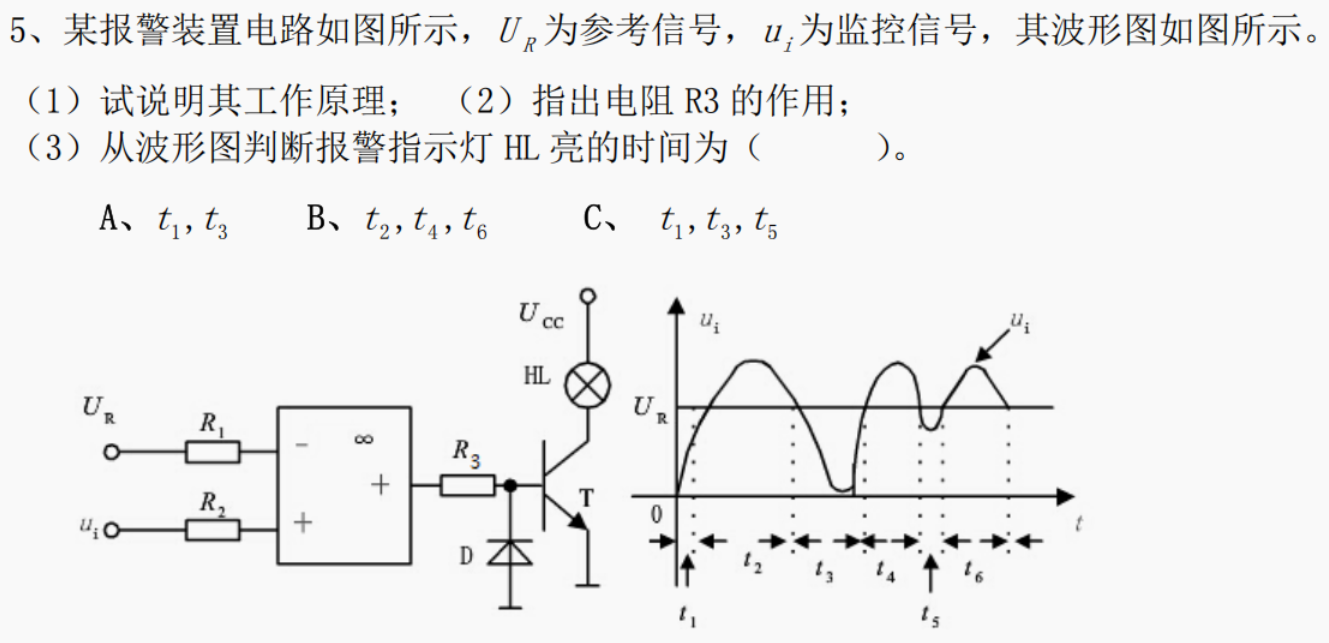 5、某报警装置电路如图所示，U_R为参考信号，u_i为监控信号，其波形图如图所示。
（1）试说明其工作原理； （2）指出电阻 R3 的作用；
（3）从波形图判断报警指示灯 HL 亮的时间为（ ）。
A、t₁,t₃ B、t₂,t₄,t₆ C、 t₁,t₃,t₅
U_CC
HL
U_R
R₁
-
∞
+
R₃
R₂
u_i
+
T
D
u_i
u_i
U_R
0
t
t₂
t₃
t₄
t₆
t₁
t₅